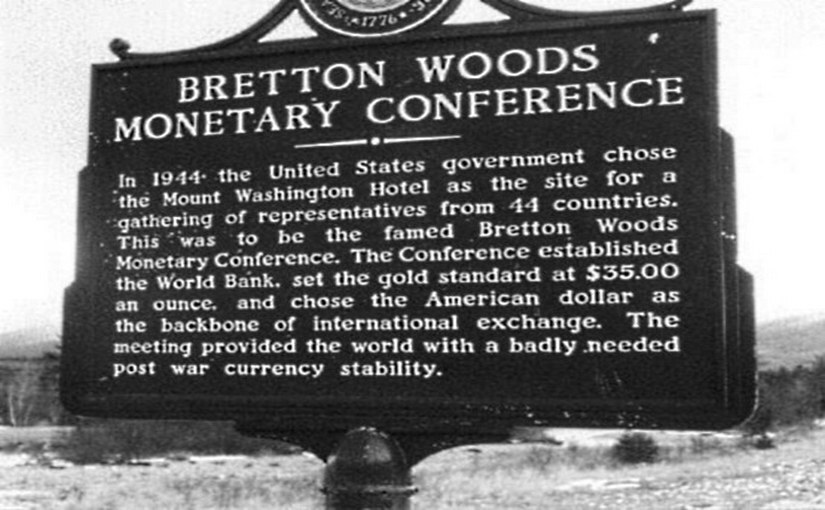 1776
BRETTON WOODS
MONETARY CONFERENCE
In 1944 the United States government chose
the Mount Washington Hotel as the site for a
gathering of representatives from 44 countries.
This was to be the famed Bretton Woods
Monetary Conference. The Conference established
the World Bank, set the gold standard at $35.00
an ounce, and chose the American dollar as
the backbone of international exchange. The
meeting provided the world with a badly needed
post war currency stability.